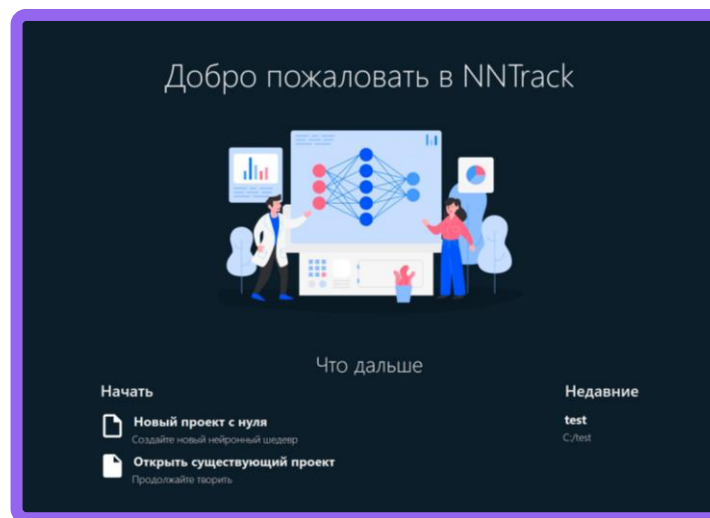 Добро пожаловать в NNTrack
Что дальше
Начать
Новый проект с нуля
Создайте новый нейронный шедевр
Открыть существующий проект
Продолжайте творить
Недавние
test
C:/test